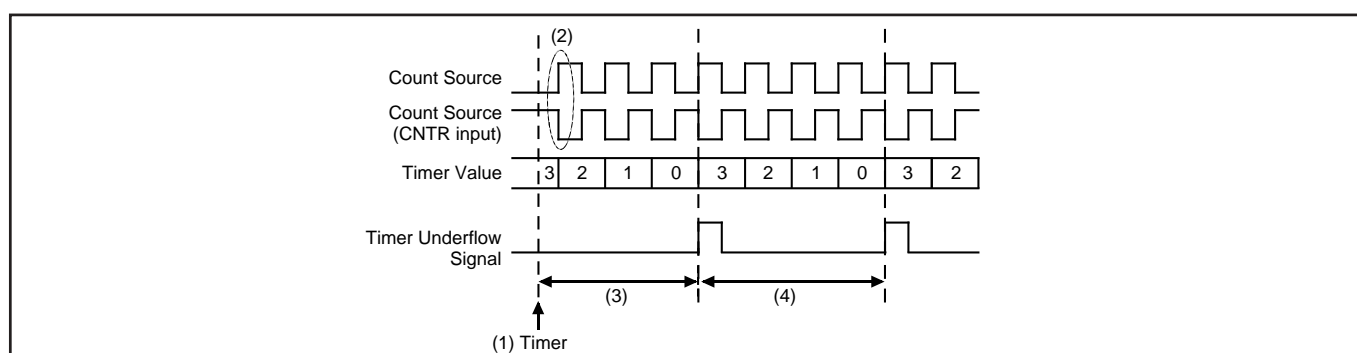 (2)
Count Source
Count Source
(CNTR input)
Timer Value
3 2 1 0 3 2 1 0 3 2
Timer Underflow
Signal
(3) (4)
(1) Timer